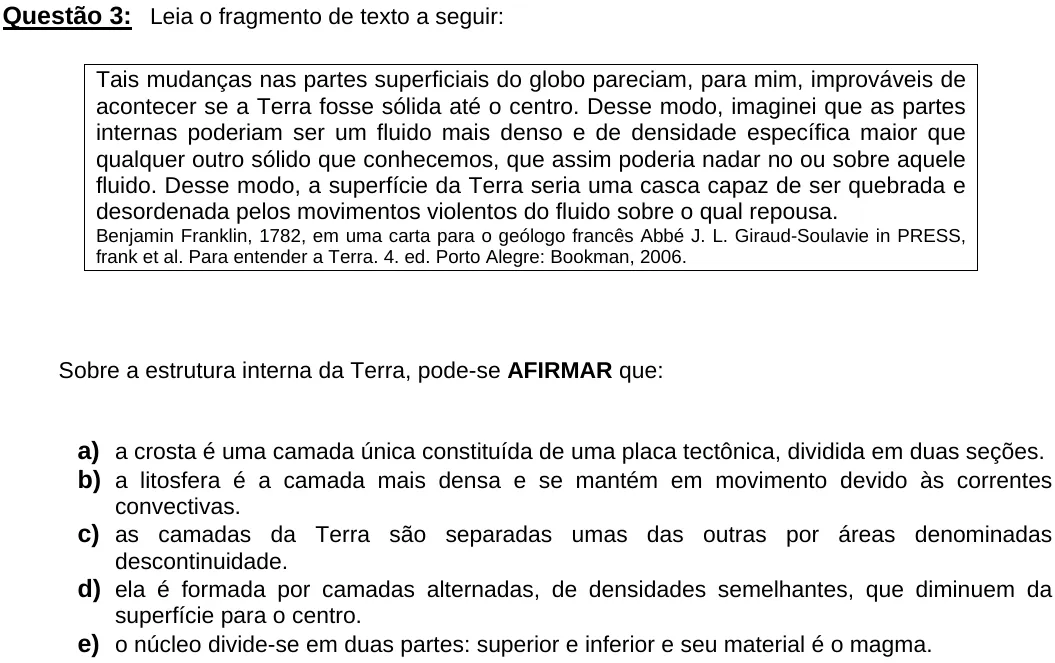 Questão 3: Leia o fragmento de texto a seguir:
Tais mudanças nas partes superficiais do globo pareciam, para mim, improváveis de
acontecer se a Terra fosse sólida até o centro. Desse modo, imaginei que as partes
internas poderiam ser um fluido mais denso e de densidade específica maior que
qualquer outro sólido que conhecemos, que assim poderia nadar no ou sobre aquele
fluido. Desse modo, a superfície da Terra seria uma casca capaz de ser quebrada e
desordenada pelos movimentos violentos do fluido sobre o qual repousa.
Benjamin Franklin, 1782, em uma carta para o geólogo francês Abbé J. L. Giraud-Soulavie in PRESS,
frank et al. Para entender a Terra. 4. ed. Porto Alegre: Bookman, 2006.
Sobre a estrutura interna da Terra, pode-se AFIRMAR que:
a) a crosta é uma camada única constituída de uma placa tectônica, dividida em duas seções.
b) a litosfera é a camada mais densa e se mantém em movimento devido às correntes
convectivas.
c) as camadas da Terra são separadas umas das outras por áreas denominadas
descontinuidade.
d) ela é formada por camadas alternadas, de densidades semelhantes, que diminuem da
superfície para o centro.
e) o núcleo divide-se em duas partes: superior e inferior e seu material é o magma.